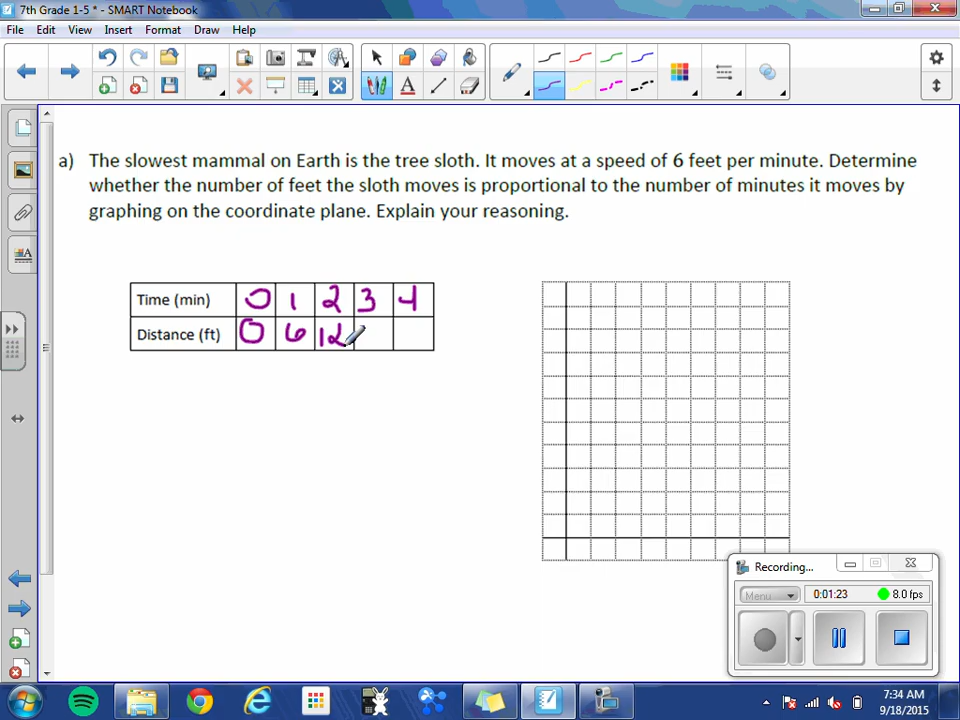 7th Grade 1-5 * - SMART Notebook
File Edit View Insert Format Draw Help
a) The slowest mammal on Earth is the tree sloth. It moves at a speed of 6 feet per minute. Determine
whether the number of feet the sloth moves is proportional to the number of minutes it moves by
graphing on the coordinate plane. Explain your reasoning.
Time (min) 0 1 2 3 4
Distance (ft) 0 6 12
Recording...
Menu 0:01:23 8.0 fps
7:34 AM
9/18/2015